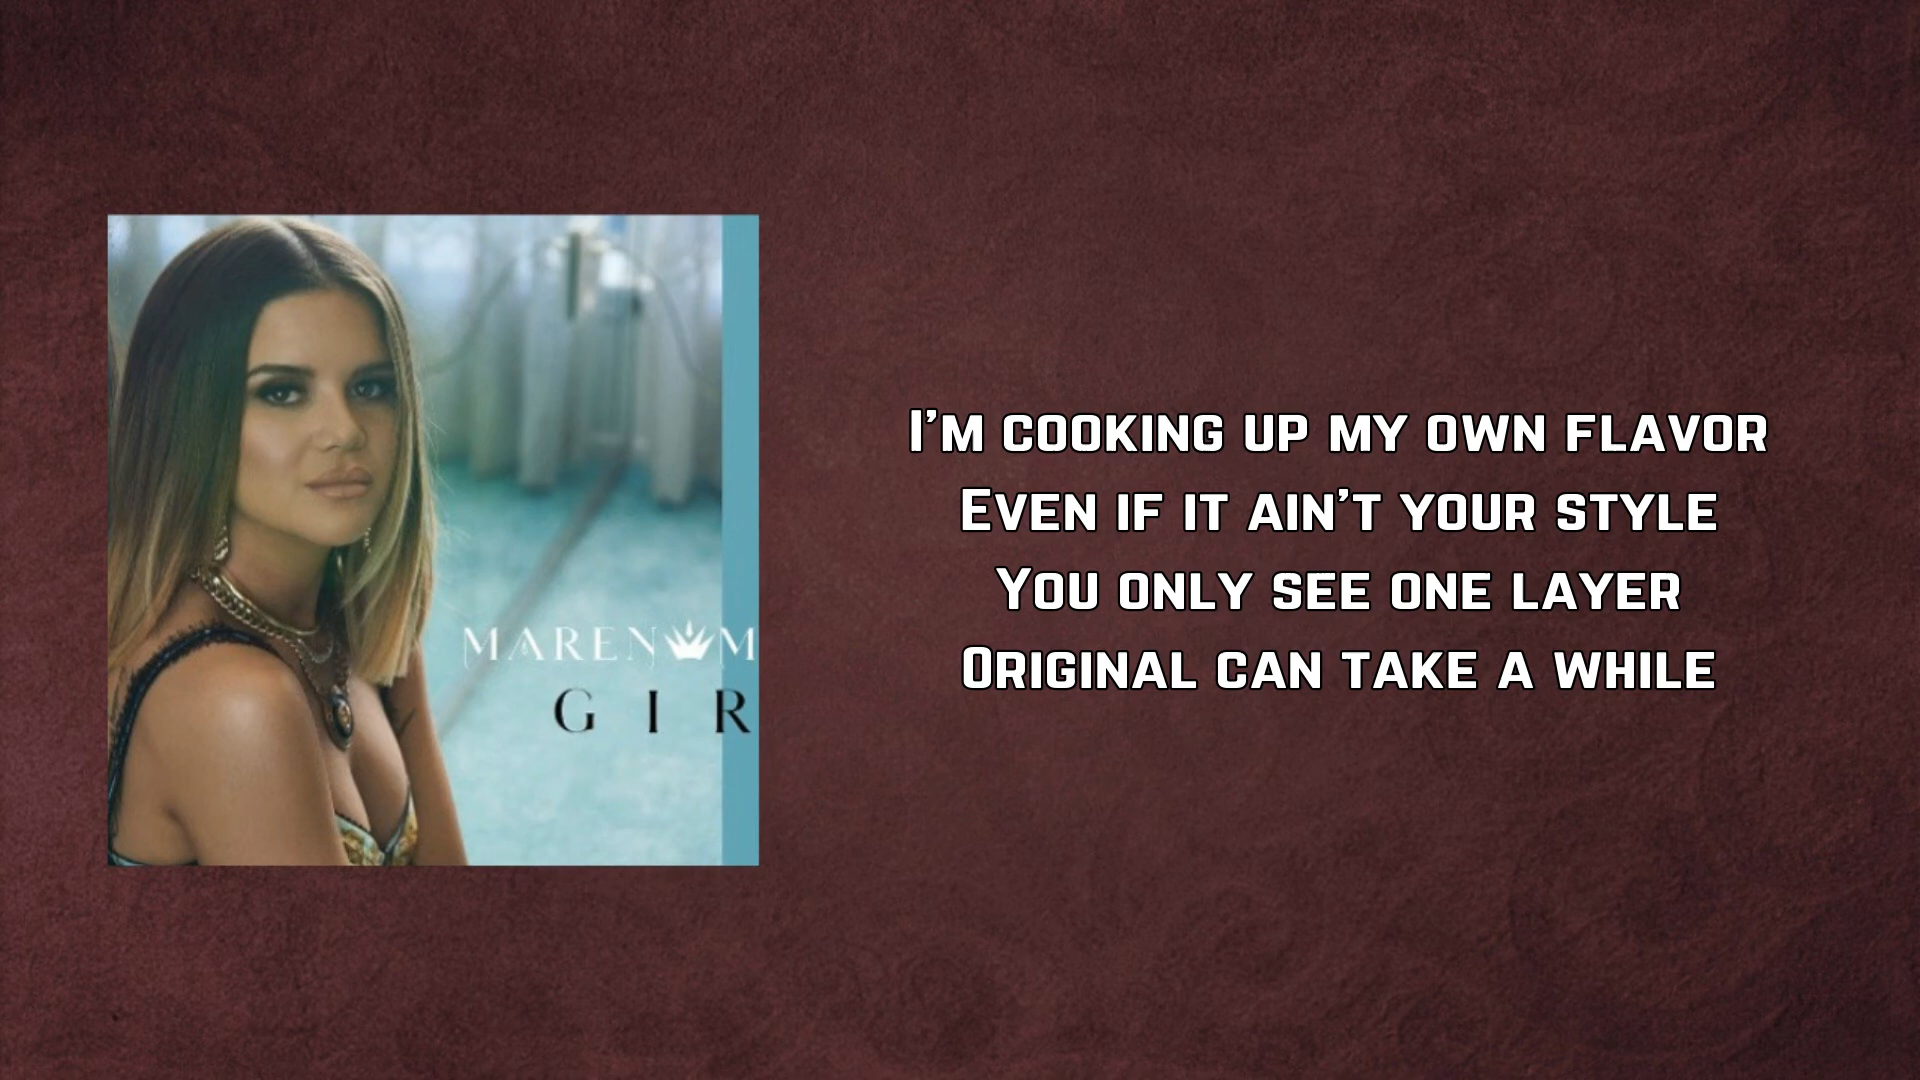 MAREN M
GIR
I'm cooking up my own flavor
Even if it ain't your style
You only see one layer
Original can take a while